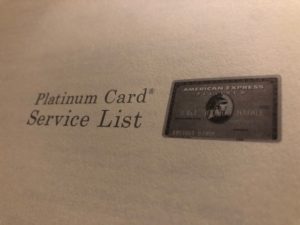 Platinum Card®
Service List
AMERICAN EXPRESS